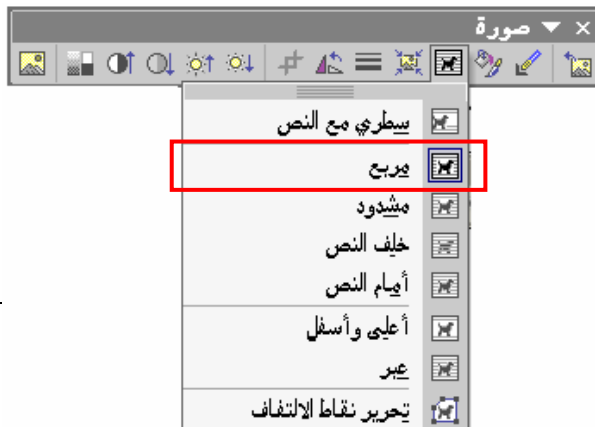 صورة
سطري مع النص
مربع
مشدود
خلف النص
أمام النص
أعلى وأسفل
عبر
تحرير نقاط الالتفاف